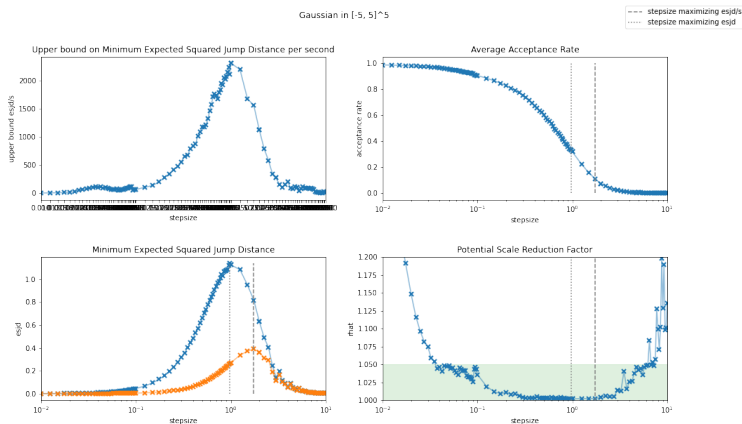 Gaussian in [-5, 5]^5
stepsize maximizing esjd/s
stepsize maximizing esjd
Upper bound on Minimum Expected Squared Jump Distance per second
upper bound esjd/s
2000
1500
1000
500
0
stepsize
Average Acceptance Rate
acceptance rate
1.0
0.8
0.6
0.4
0.2
0.0
10^-2
10^-1
10^0
10^1
stepsize
Minimum Expected Squared Jump Distance
esjd
1.0
0.8
0.6
0.4
0.2
0.0
10^-2
10^-1
10^0
10^1
stepsize
Potential Scale Reduction Factor
rhat
1.200
1.175
1.150
1.125
1.100
1.075
1.050
1.025
1.000
10^-2
10^-1
10^0
10^1
stepsize